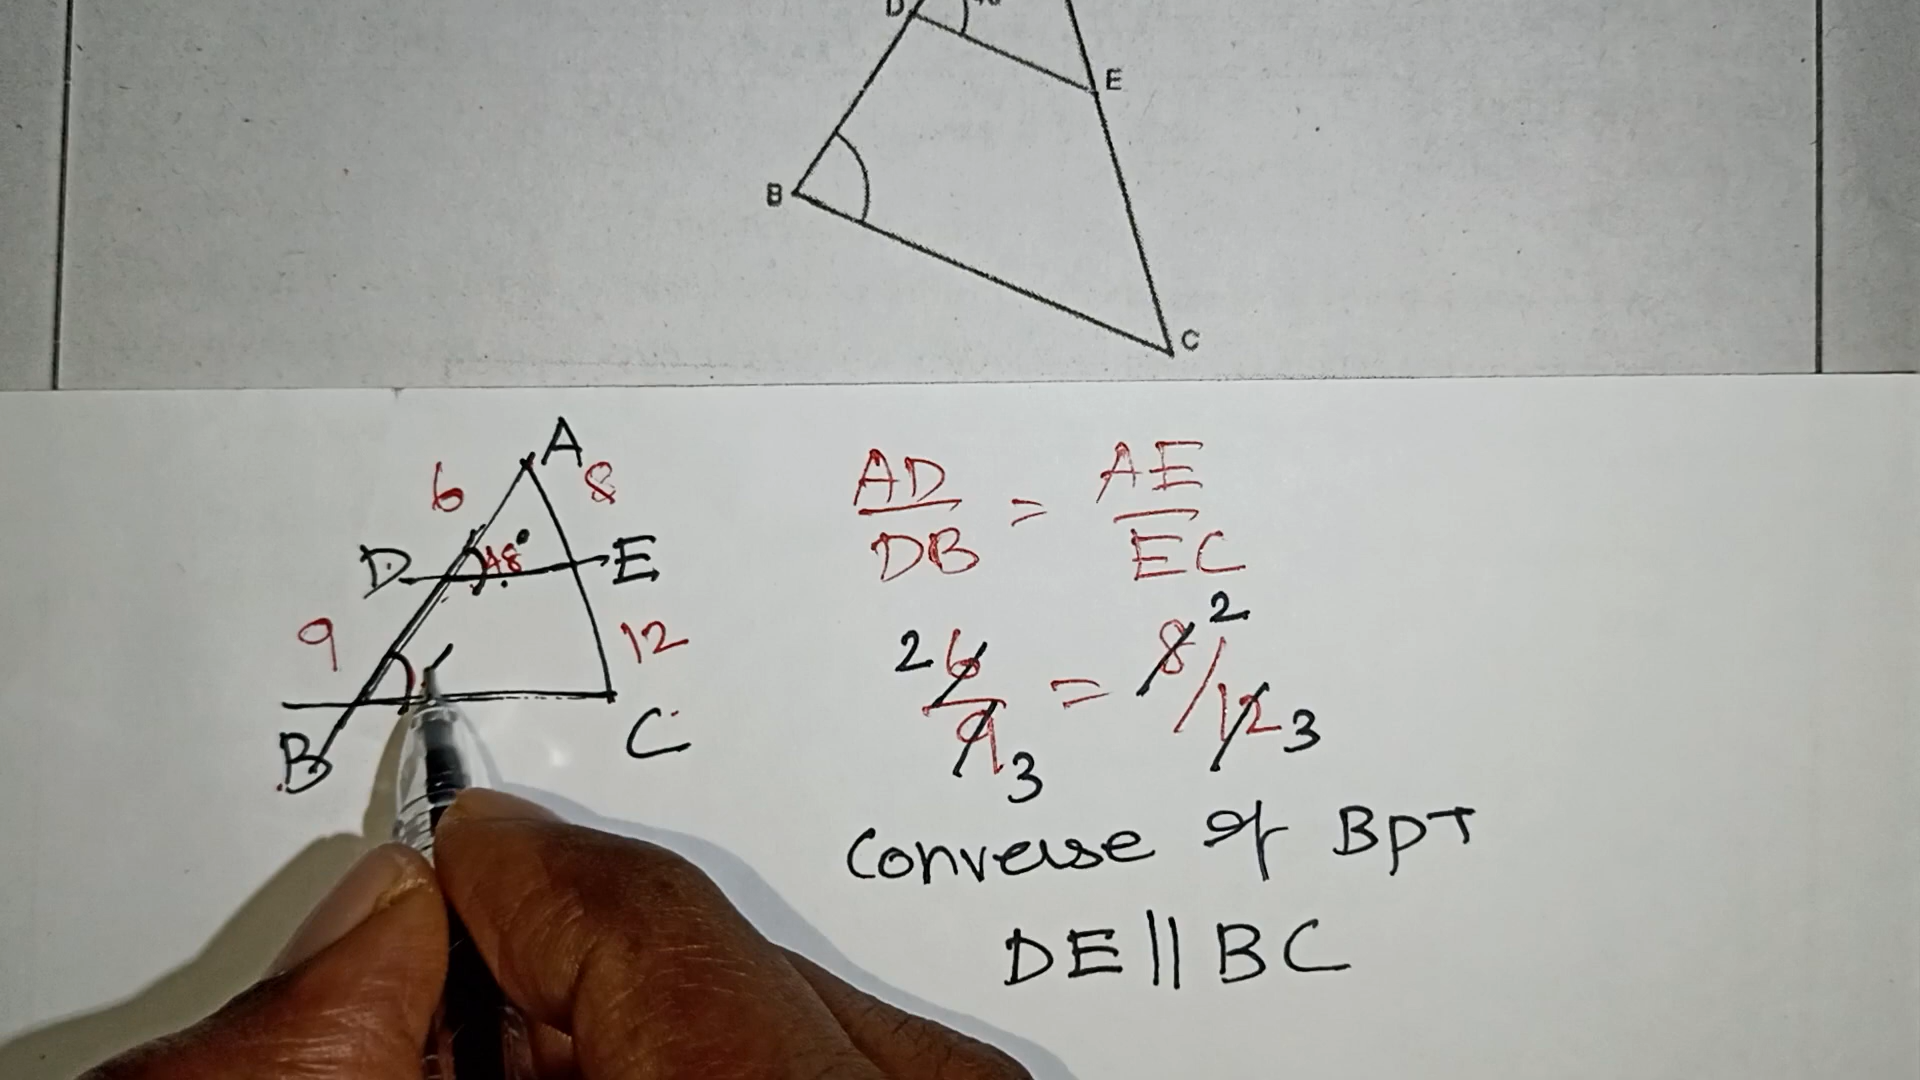 D
E
B
C
A
6
8
D
48°
E
9
12
B
C
AD/DB = AE/EC
2 6/9 3 = 8/12 2 3
Converse of BPT
DE || BC